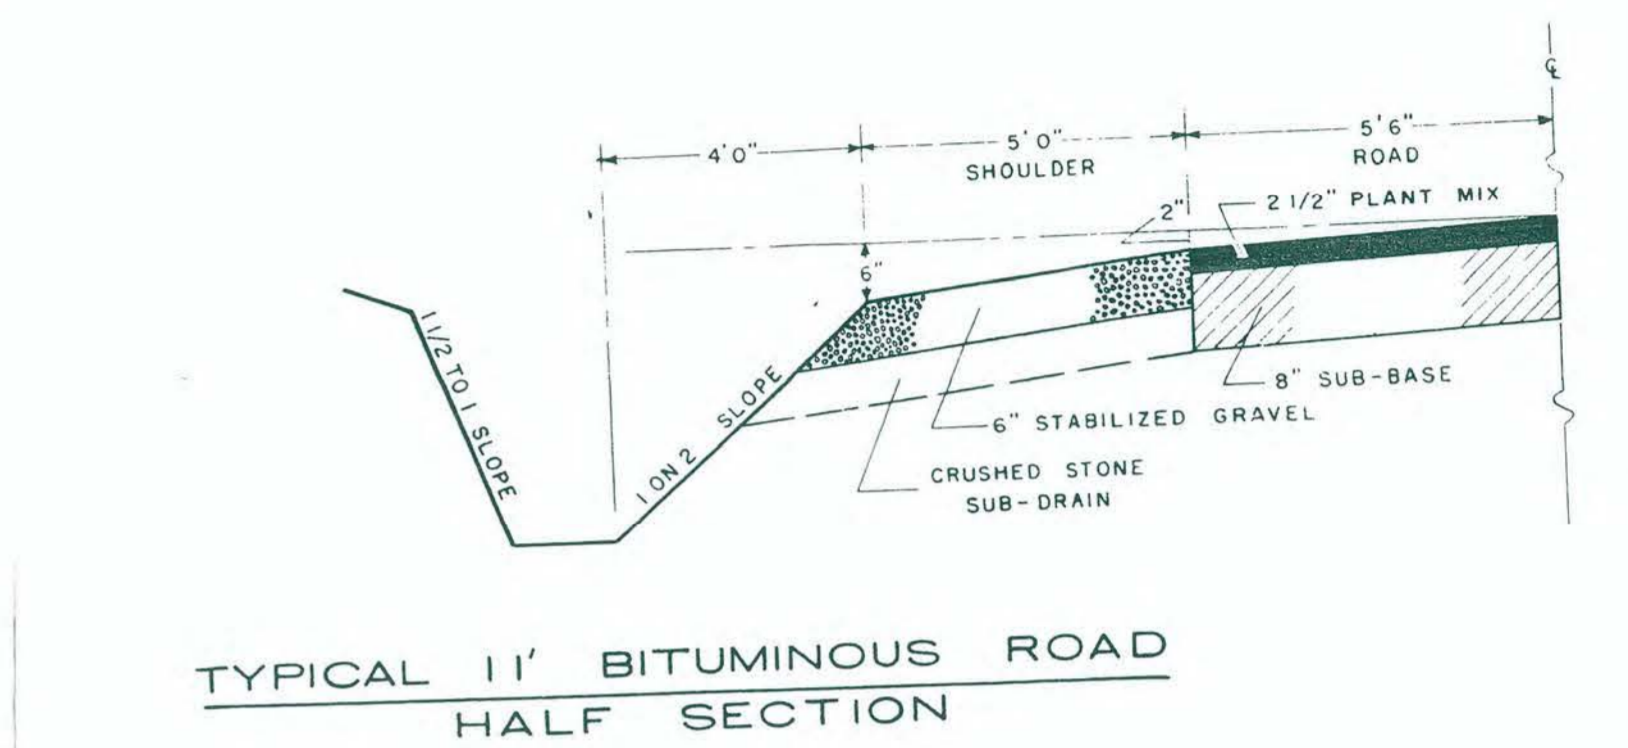 ℄
4'0"
5'0"
SHOULDER
5'6"
ROAD
2"
2 1/2" PLANT MIX
6"
1 1/2 TO 1 SLOPE
1 ON 2 SLOPE
8" SUB-BASE
6" STABILIZED GRAVEL
CRUSHED STONE
SUB-DRAIN
TYPICAL 11' BITUMINOUS ROAD
HALF SECTION